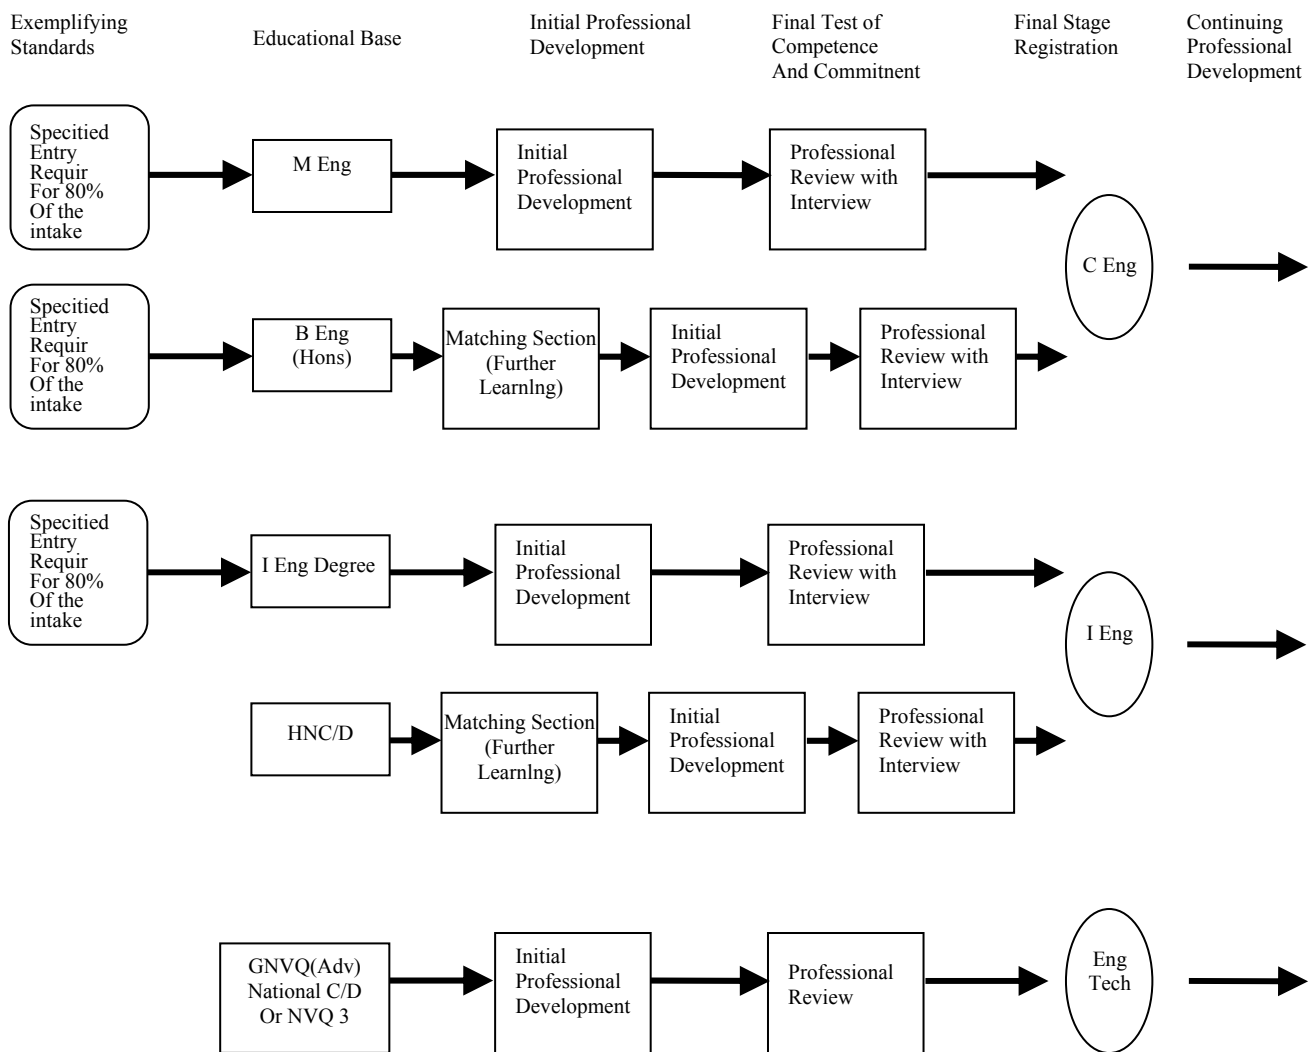 Exemplifying
Standards
Educational Base
Initial Professional
Development
Final Test of
Competence
And Commitnent
Final Stage
Registration
Continuing
Professional
Development
Specitied
Entry
Requir
For 80%
Of the
intake
M Eng
Initial
Professional
Development
Professional
Review with
Interview
C Eng
Specitied
Entry
Requir
For 80%
Of the
intake
B Eng
(Hons)
Matching Section
(Further
Learnlng)
Initial
Professional
Development
Professional
Review with
Interview
Specitied
Entry
Requir
For 80%
Of the
intake
I Eng Degree
Initial
Professional
Development
Professional
Review with
Interview
I Eng
HNC/D
Matching Section
(Further
Learnlng)
Initial
Professional
Development
Professional
Review with
Interview
GNVQ(Adv)
National C/D
Or NVQ 3
Initial
Professional
Development
Professional
Review
Eng
Tech